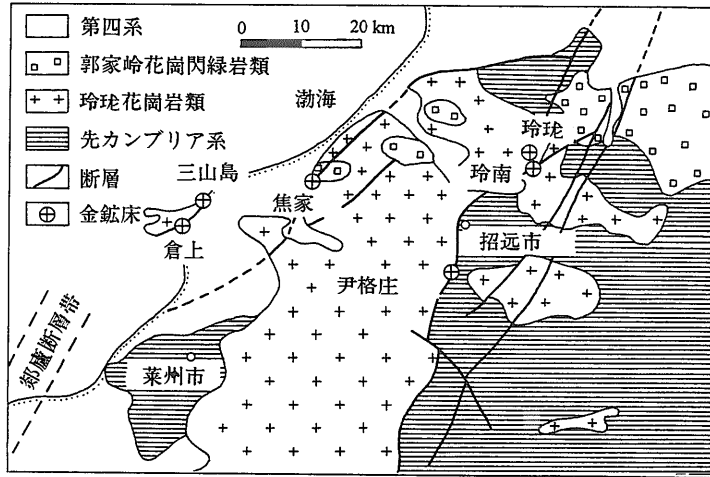 第四系
郭家岭花崗閃緑岩類
玲珑花崗岩類
先カンブリア系
断層
金鉱床
0 10 20 km
渤海
三山島
倉上
焦家
玲珑
玲南
招远市
尹格庄
莱州市
郯廬断層帯